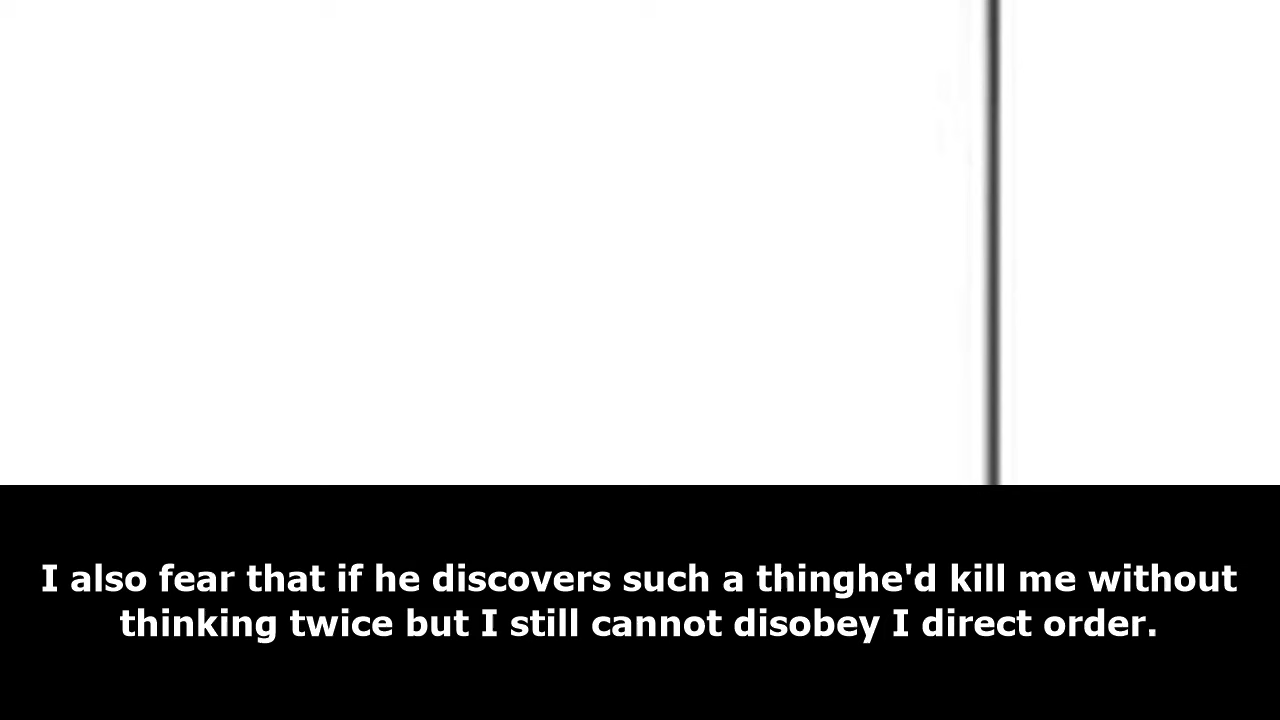 I also fear that if he discovers such a thinghe'd kill me without
thinking twice but I still cannot disobey I direct order.